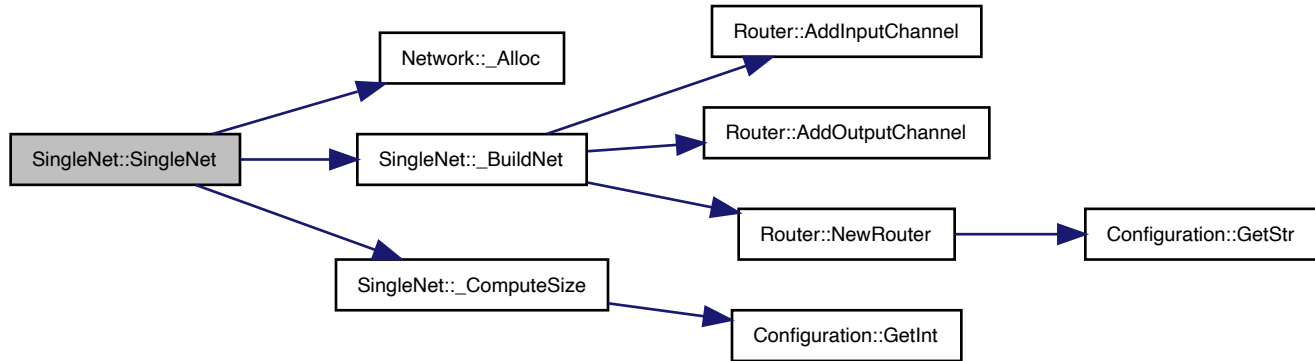 Router::AddInputChannel
Network::_Alloc
Router::AddOutputChannel
SingleNet::SingleNet
SingleNet::_BuildNet
Router::NewRouter
Configuration::GetStr
SingleNet::_ComputeSize
Configuration::GetInt